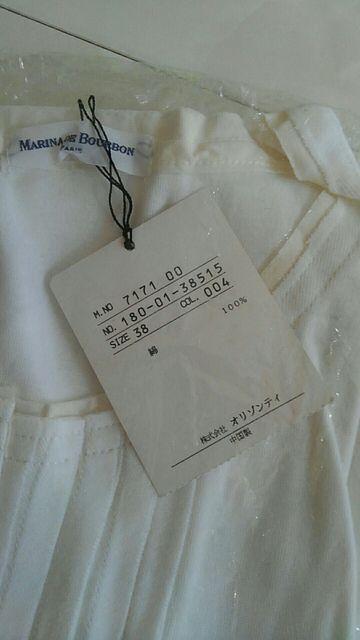 MARINA DE BOURBON
PARIS
M.NO 7171 00
NO. 180-01-38515
SIZE 38 COL. 004
綿 100%
株式会社 オリゾンティ
中国製